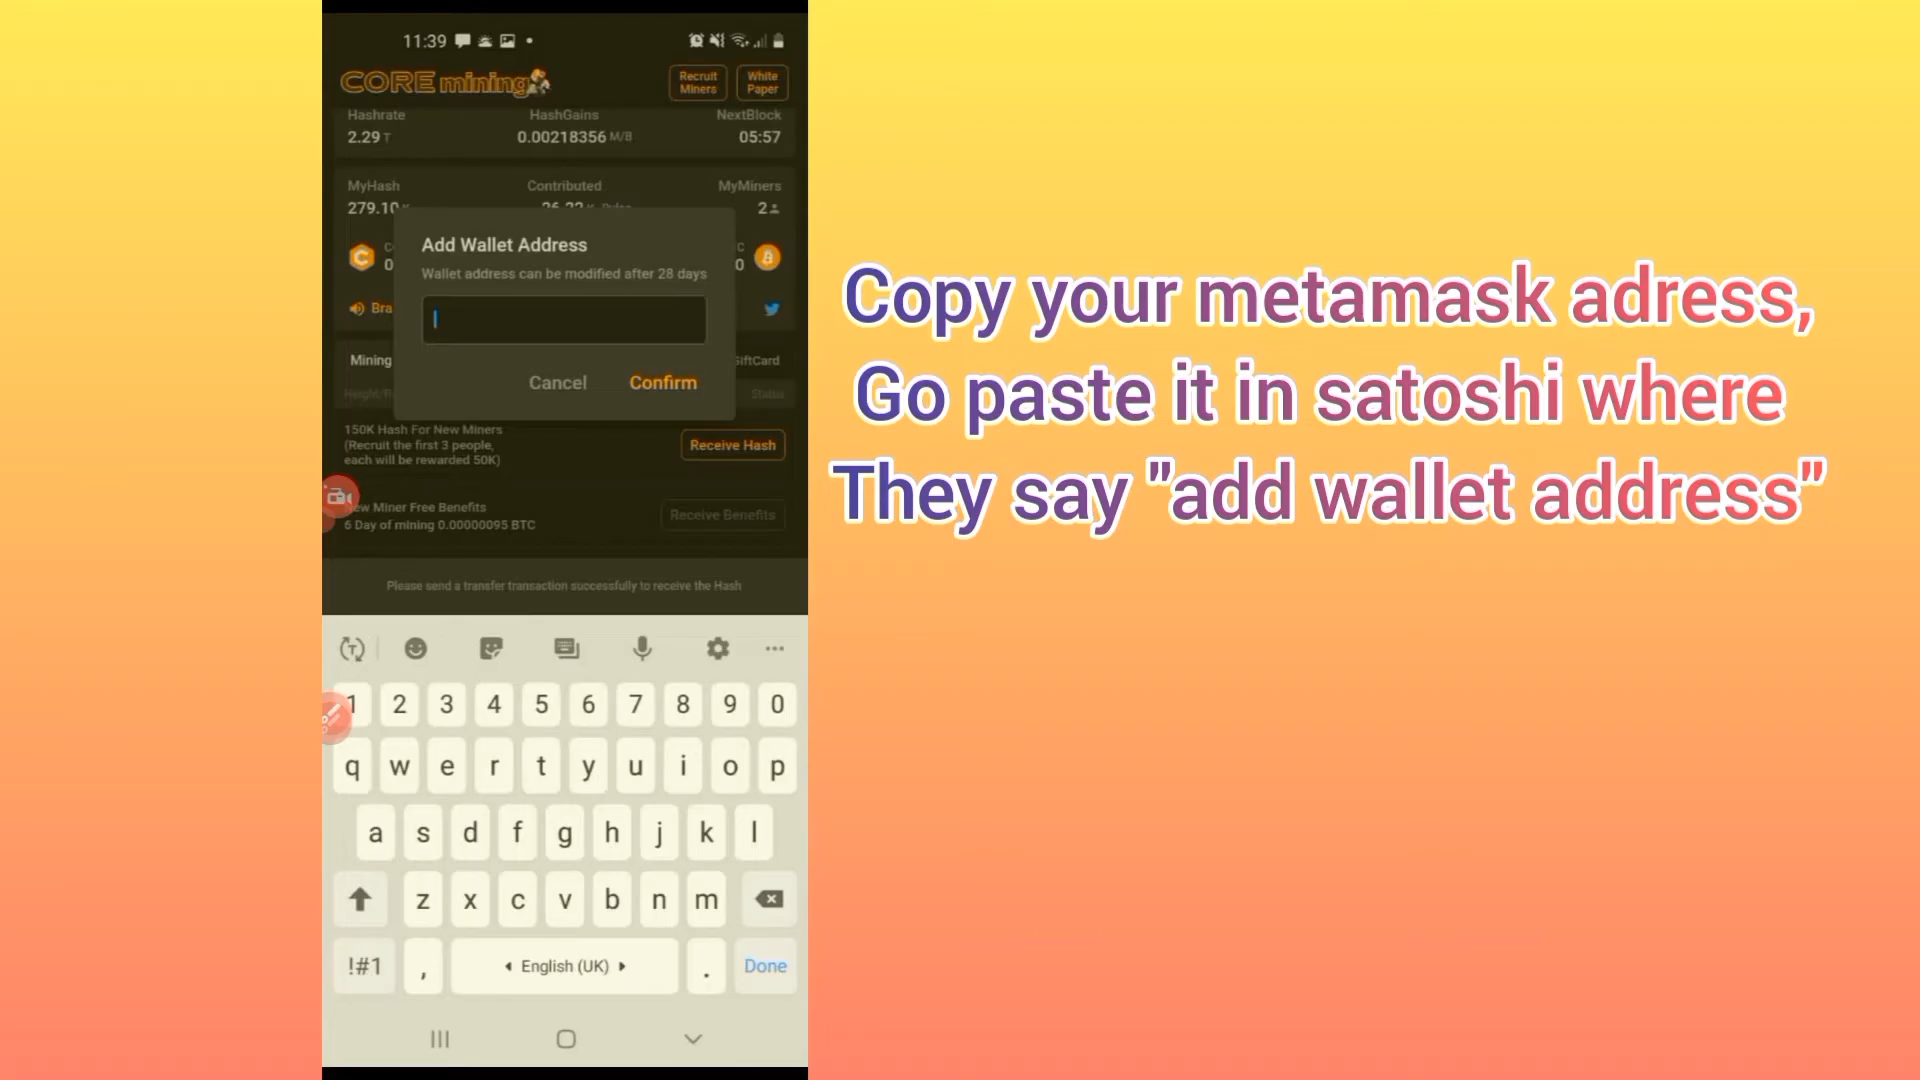 11:39
CORE mining
Recruit Miners
White Paper
Hashrate HashGains NextBlock
2.29 T 0.00218356 M/B 05:57
MyHash Contributed MyMiners
279.10 2
Add Wallet Address
Wallet address can be modified after 28 days
Bra
Mining GiftCard
Cancel Confirm
Status
150K Hash For New Miners
(Recruit the first 3 people,
each will be rewarded 50K)
Receive Hash
New Miner Free Benefits
6 Day of mining 0.00000095 BTC
Receive Benefits
Please send a transfer transaction successfully to receive the Hash
1 2 3 4 5 6 7 8 9 0
q w e r t y u i o p
a s d f g h j k l
z x c v b n m
!#1 , English (UK) . Done
Copy your metamask adress,
Go paste it in satoshi where
They say "add wallet address"